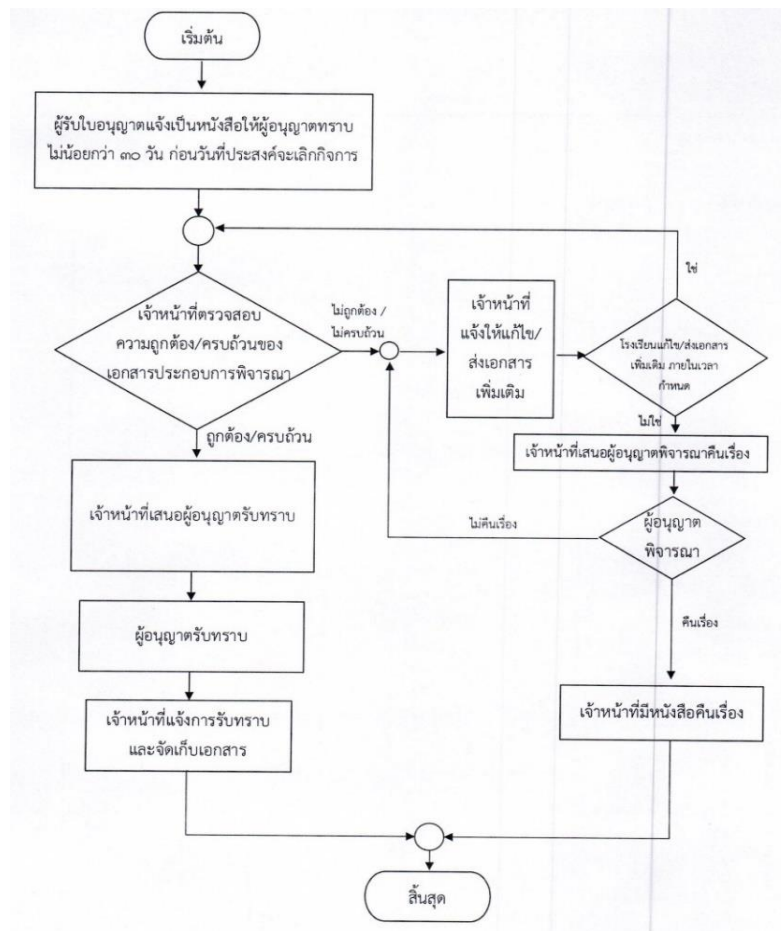 เริ่มต้น
ผู้รับใบอนุญาตแจ้งเป็นหนังสือให้ผู้อนุญาตทราบ
ไม่น้อยกว่า ๓๐ วัน ก่อนวันที่ประสงค์จะเลิกกิจการ
ใช่
เจ้าหน้าที่ตรวจสอบ
ความถูกต้อง/ครบถ้วนของ
เอกสารประกอบการพิจารณา
ไม่ถูกต้อง /
ไม่ครบถ้วน
เจ้าหน้าที่
แจ้งให้แก้ไข/
ส่งเอกสาร
เพิ่มเติม
โรงเรียนแก้ไข/ส่งเอกสาร
เพิ่มเติม ภายในเวลา
กำหนด
ไม่ใช่
ถูกต้อง/ครบถ้วน
เจ้าหน้าที่เสนอผู้อนุญาตพิจารณาคืนเรื่อง
เจ้าหน้าที่เสนอผู้อนุญาตรับทราบ
ไม่คืนเรื่อง
ผู้อนุญาต
พิจารณา
ผู้อนุญาตรับทราบ
คืนเรื่อง
เจ้าหน้าที่แจ้งการรับทราบ
และจัดเก็บเอกสาร
เจ้าหน้าที่มีหนังสือคืนเรื่อง
สิ้นสุด